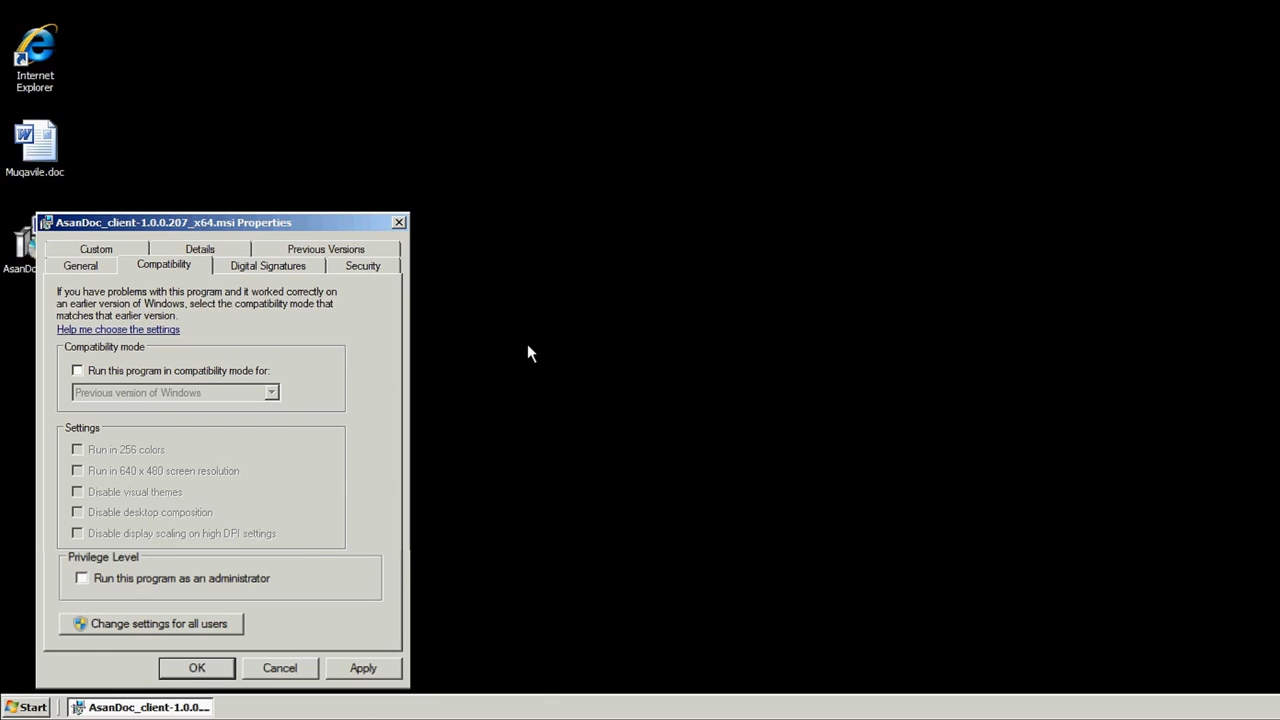 Internet
Explorer
Muqavile.doc
AsanDoc_client-1.0.0.207_x64.msi Properties
Custom
Details
Previous Versions
General
Compatibility
Digital Signatures
Security
If you have problems with this program and it worked correctly on
an earlier version of Windows, select the compatibility mode that
matches that earlier version.
Help me choose the settings
Compatibility mode
Run this program in compatibility mode for:
Previous version of Windows
Settings
Run in 256 colors
Run in 640 x 480 screen resolution
Disable visual themes
Disable desktop composition
Disable display scaling on high DPI settings
Privilege Level
Run this program as an administrator
Change settings for all users
OK
Cancel
Apply
Start
AsanDoc_client-1.0.0...